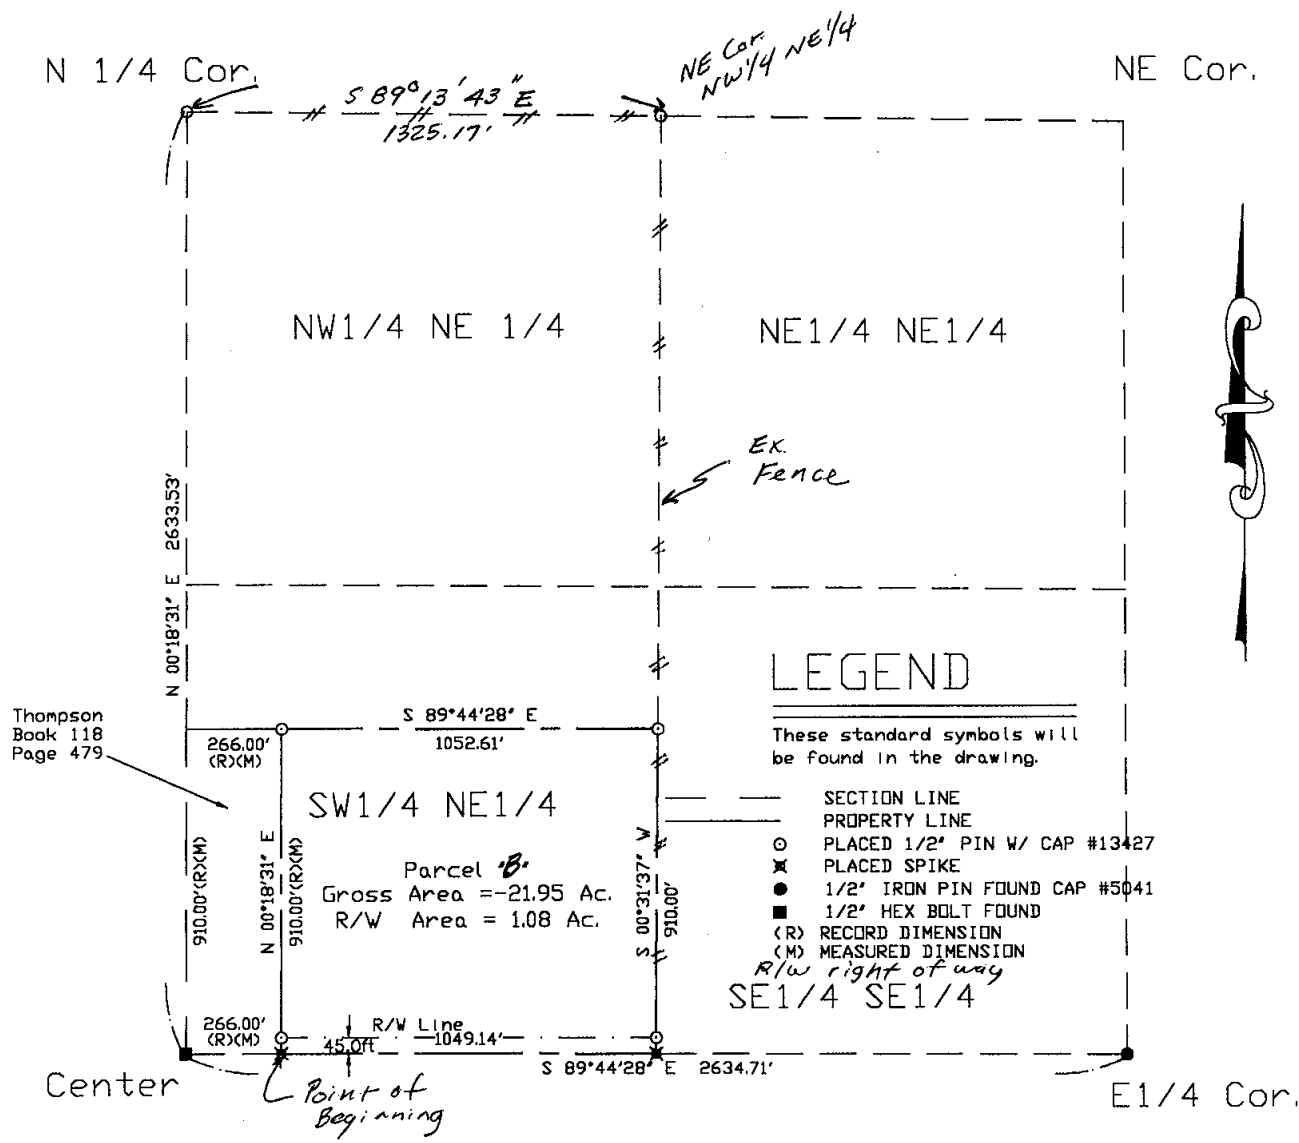 NE Cor.
NW1/4 NE1/4
N 1/4 Cor.
NE Cor.
S 89° 13' 43" E
1325.17'
NW1/4 NE 1/4
NE1/4 NE1/4
Ex.
Fence
N 00°18'31" E 2633.53'
LEGEND
These standard symbols will
be found in the drawing.
SECTION LINE
PROPERTY LINE
PLACED 1/2" PIN W/ CAP #13427
PLACED SPIKE
1/2" IRON PIN FOUND CAP #5041
1/2" HEX BOLT FOUND
(R) RECORD DIMENSION
(M) MEASURED DIMENSION
R/W right of way
SE1/4 SE1/4
Thompson
Book 118
Page 479
S 89°44'28" E
1052.61'
266.00'
(R)(M)
SW1/4 NE1/4
Parcel "B"
Gross Area =-21.95 Ac.
R/W Area = 1.08 Ac.
910.00'(R)(M)
N 00°18'31" E
910.00'(R)(M)
S 00°31'37" W
910.00'
266.00'
(R)(M)
R/W Line
45.0ft
1049.14'
S 89°44'28" E 2634.71'
Center
Point of
Beginning
E1/4 Cor.